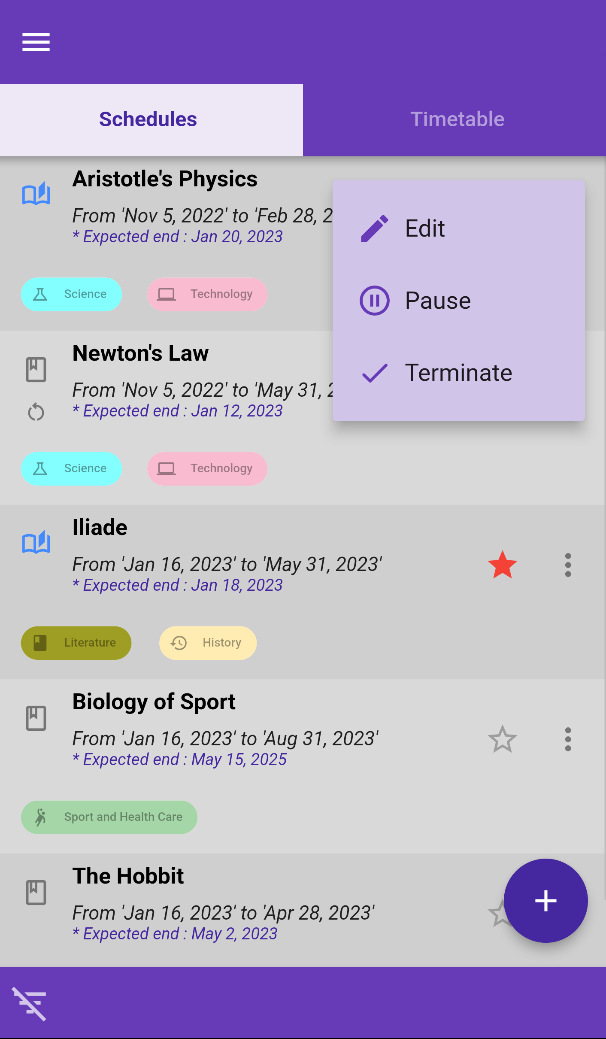 Schedules
Timetable
Aristotle's Physics
From 'Nov 5, 2022' to 'Feb 28, 2
* Expected end : Jan 20, 2023
Science
Technology
Edit
Pause
Terminate
Newton's Law
From 'Nov 5, 2022' to 'May 31, 2
* Expected end : Jan 12, 2023
Science
Technology
Iliade
From 'Jan 16, 2023' to 'May 31, 2023'
* Expected end : Jan 18, 2023
Literature
History
Biology of Sport
From 'Jan 16, 2023' to 'Aug 31, 2023'
* Expected end : May 15, 2025
Sport and Health Care
The Hobbit
From 'Jan 16, 2023' to 'Apr 28, 2023'
* Expected end : May 2, 2023